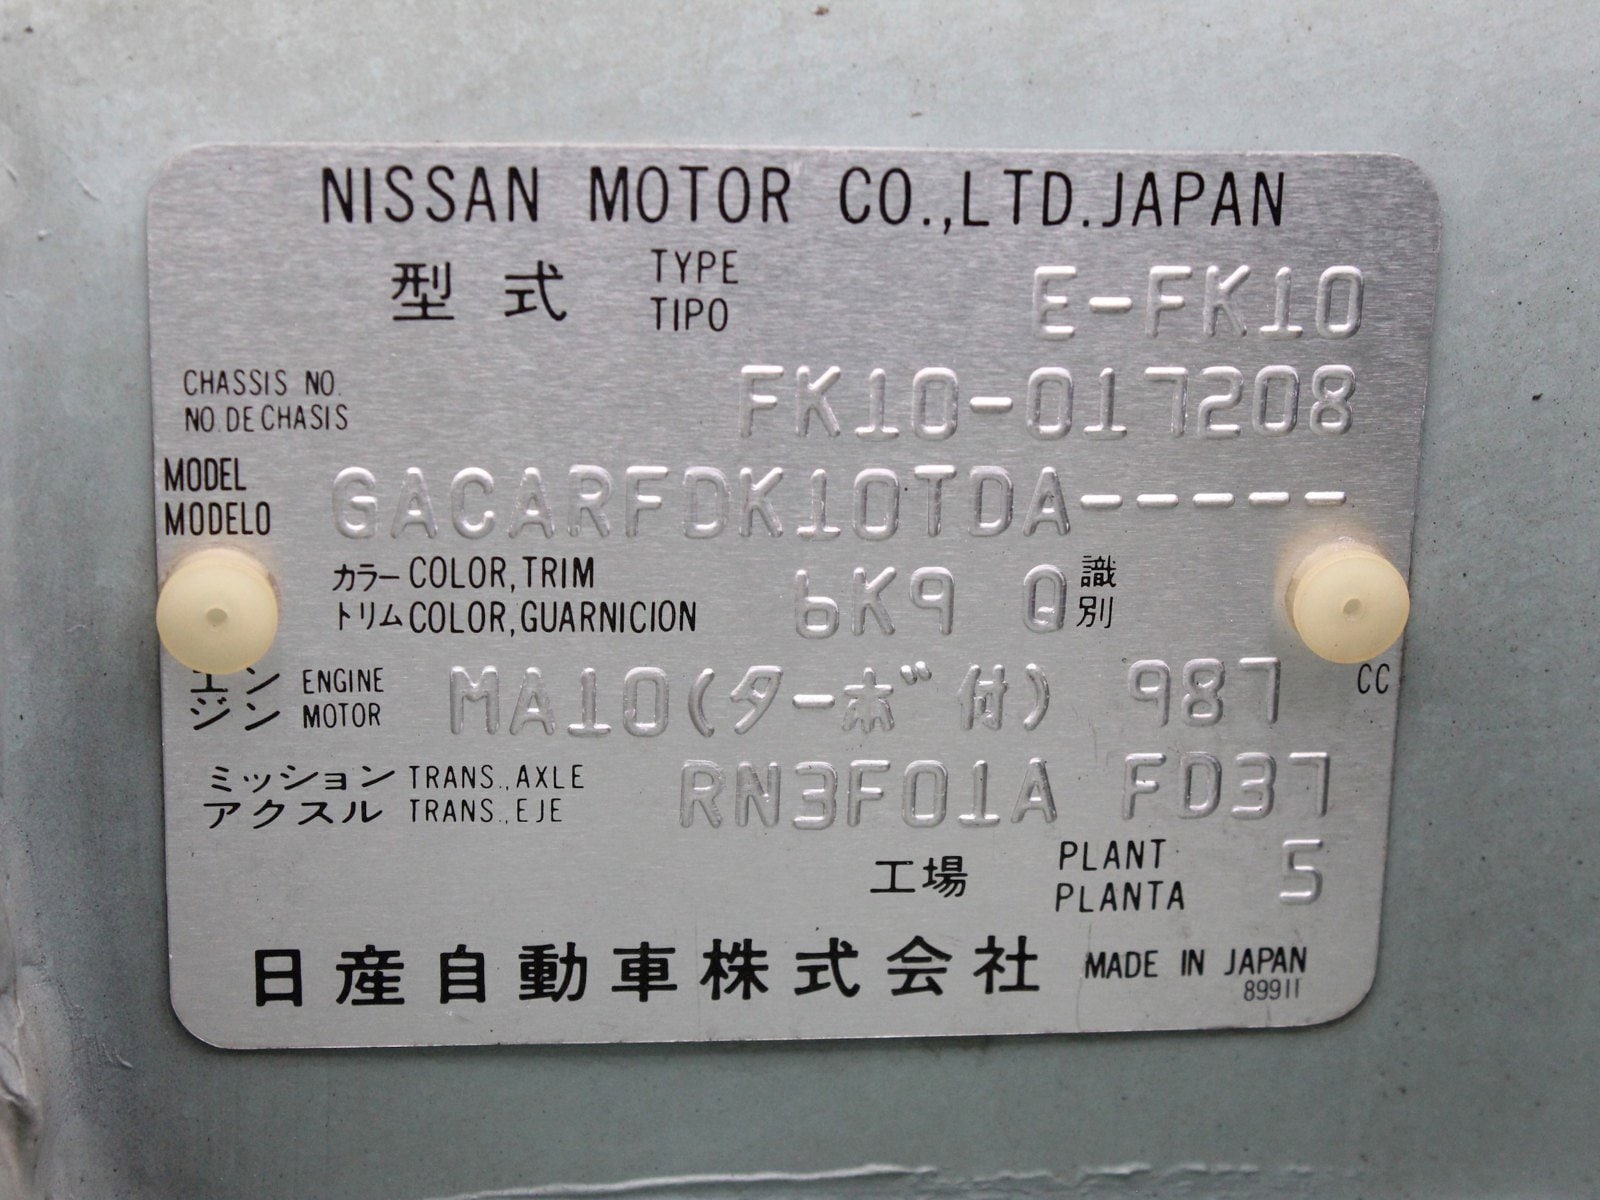 NISSAN MOTOR CO.,LTD.JAPAN
型式 TYPE E-FK10
TIPO
CHASSIS NO. FK10-017208
NO.DE CHASIS
MODEL GACARFDK10TDA-----
MODELO
カラー COLOR,TRIM 6K9 Q 識別
トリム COLOR,GUARNICION
エンジン ENGINE MA10(ターボ付) 987 CC
MOTOR
ミッション TRANS.,AXLE RN3F01A FD37
アクスル TRANS.,EJE
工場 PLANT 5
PLANTA
日産自動車株式会社 MADE IN JAPAN
89911